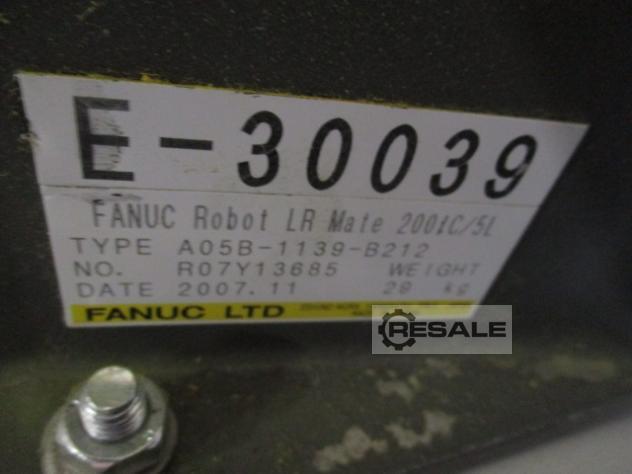 E-30039
FANUC Robot LR Mate 200iC/5L
TYPE A05B-1139-B212
NO. R07Y13685 WEIGHT
DATE 2007.11 29 kg
FANUC LTD
RESALE